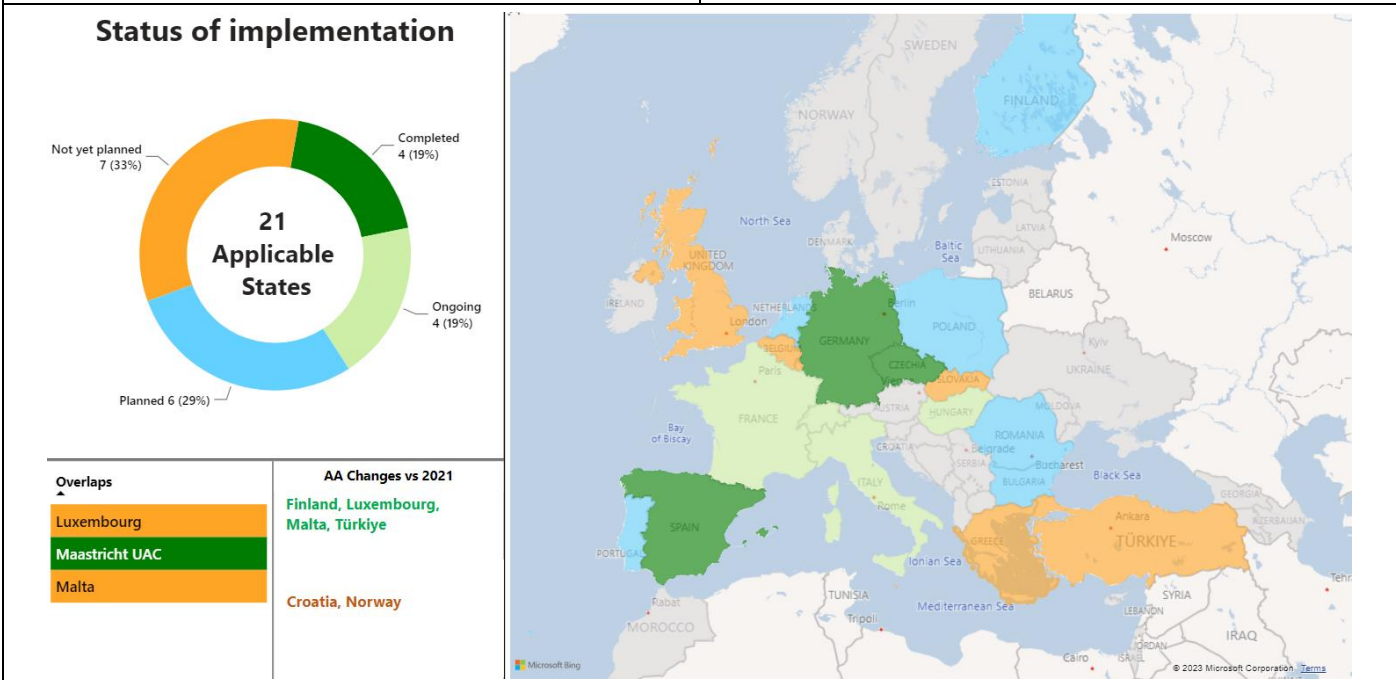 Status of implementation
Not yet planned
7 (33%)
Completed
4 (19%)
21
Applicable
States
Ongoing
4 (19%)
Planned 6 (29%)
Overlaps
Luxembourg
Maastricht UAC
Malta
AA Changes vs 2021
Finland, Luxembourg,
Malta, Türkiye
Croatia, Norway
SWEDEN
FINLAND
NORWAY
ESTONIA
North Sea
LATVIA
Moscow
DENMARK
Baltic
Sea
LITHUANIA
UNITED
KINGDOM
IRELAND
BELARUS
NETHERLANDS
Berlin
London
POLAND
GERMANY
BELGIUM
Kyiv
Paris
CZECHIA
UKRAINE
SLOVAKIA
AUSTRIA
HUNGARY
MOLDOVA
FRANCE
Bay
of Biscay
ROMANIA
CROATIA
Belgrade
SERBIA
Bucharest
ITALY
BULGARIA
Black Sea
Rome
GEORGIA
AZERBAIJAN
SPAIN
Ankara
GREECE
TÜRKIYE
PORTUGAL
Ionian Sea
TUNISIA
SYRIA
Rabat
Mediterranean Sea
LEBANON
Tripoli
MOROCCO
IRAQ
JORDAN
Cairo
ISRAEL
Microsoft Bing
© 2023 Microsoft Corporation Terms